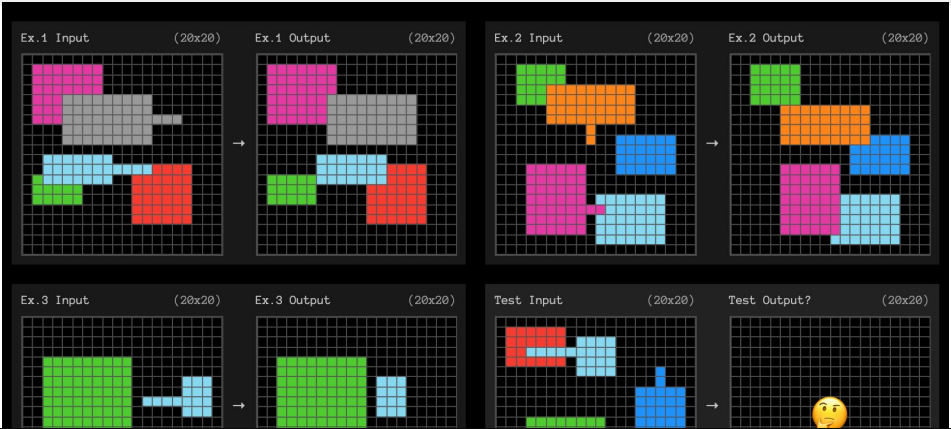 Ex.1 Input (20x20) Ex.1 Output (20x20)
Ex.2 Input (20x20) Ex.2 Output (20x20)
→
→
Ex.3 Input (20x20) Ex.3 Output (20x20)
Test Input (20x20) Test Output? (20x20)
→
→